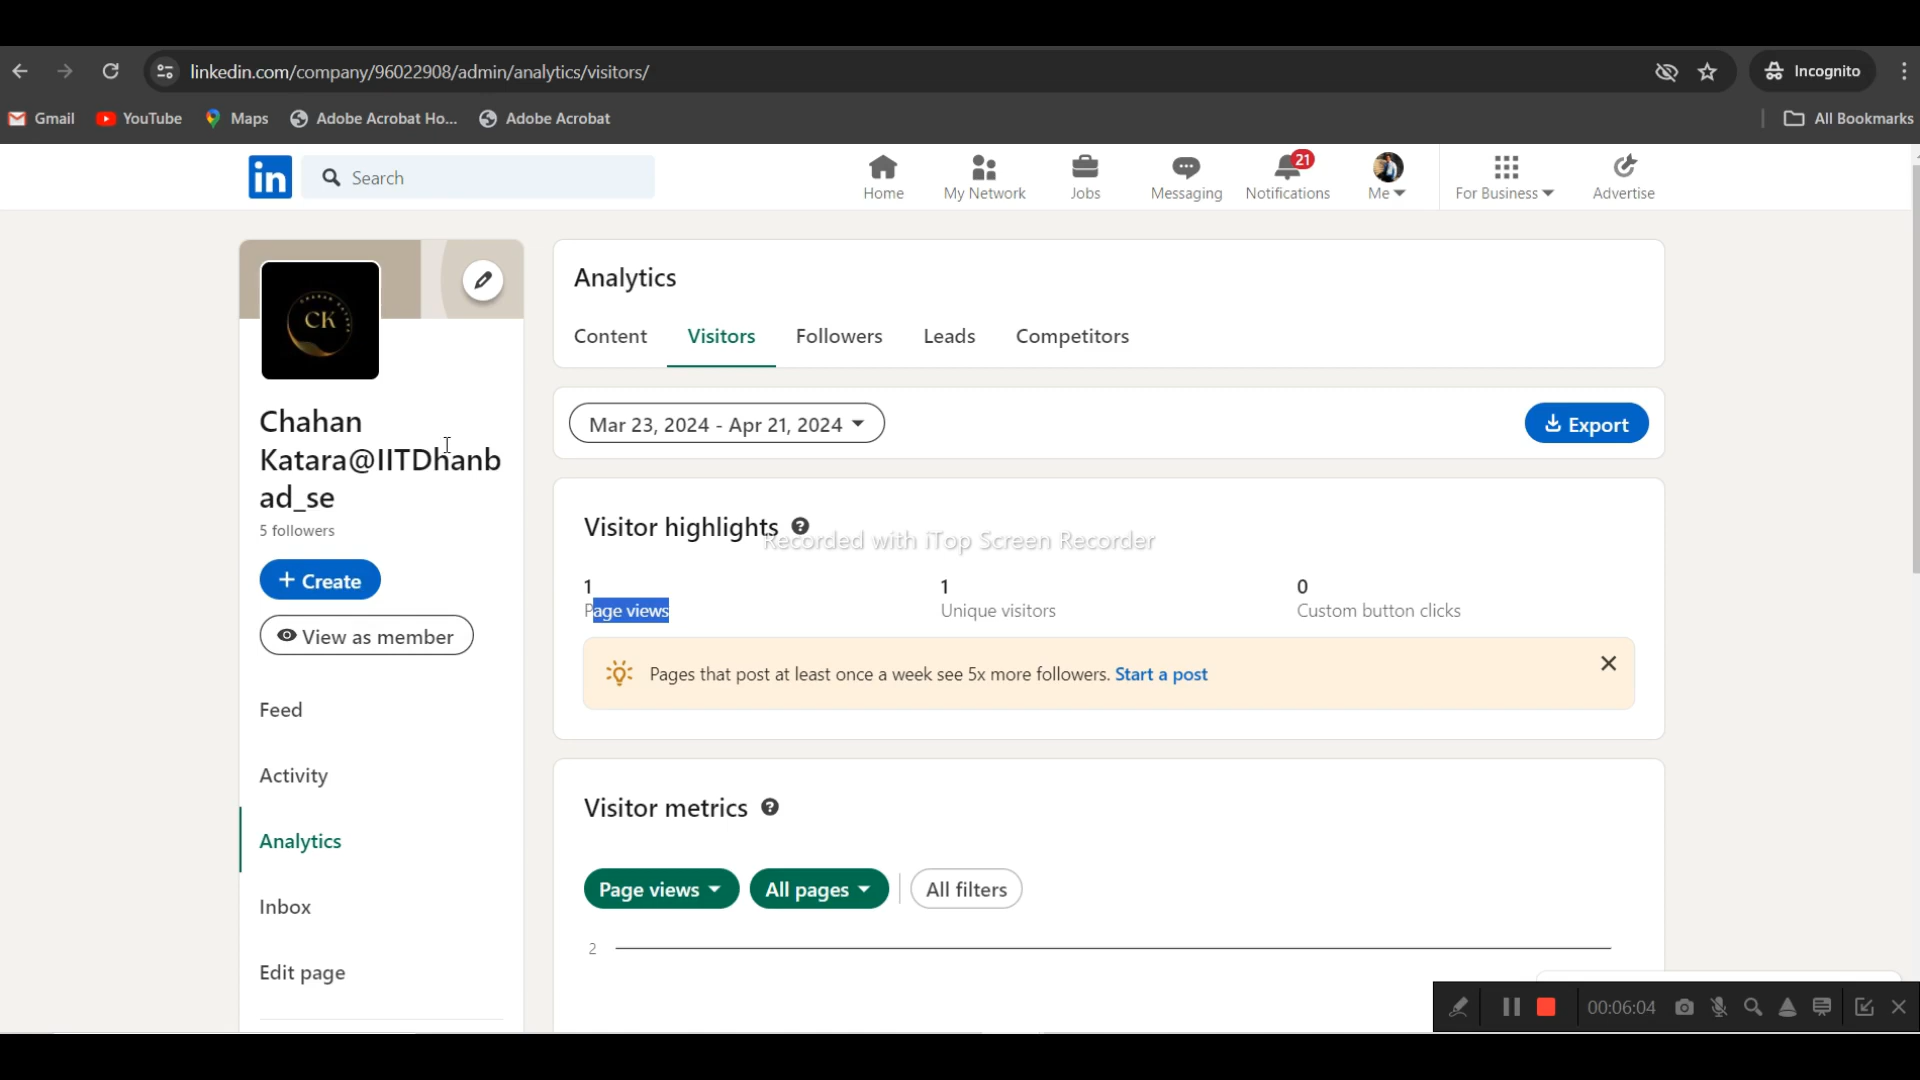 linkedin.com/company/96022908/admin/analytics/visitors/
Incognito
Gmail
YouTube
Maps
Adobe Acrobat Ho...
Adobe Acrobat
All Bookmarks
in
Search
Home
My Network
Jobs
Messaging
21
Notifications
Me
For Business
Advertise
CK
Chahan
Katara@IITDhanb
ad_se
5 followers
+ Create
View as member
Feed
Activity
Analytics
Inbox
Edit page
Analytics
Content
Visitors
Followers
Leads
Competitors
Mar 23, 2024 - Apr 21, 2024
Export
Visitor highlights
Recorded with iTop Screen Recorder
1
Page views
1
Unique visitors
0
Custom button clicks
Pages that post at least once a week see 5x more followers. Start a post
Visitor metrics
Page views
All pages
All filters
2
00:06:04